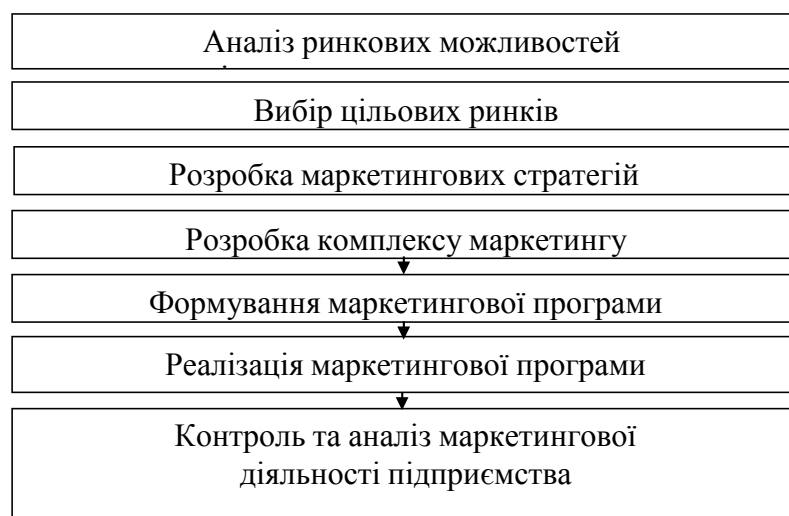 Аналіз ринкових можливостей
Вибір цільових ринків
Розробка маркетингових стратегій
Розробка комплексу маркетингу
Формування маркетингової програми
Реалізація маркетингової програми
Контроль та аналіз маркетингової
діяльності підприємства